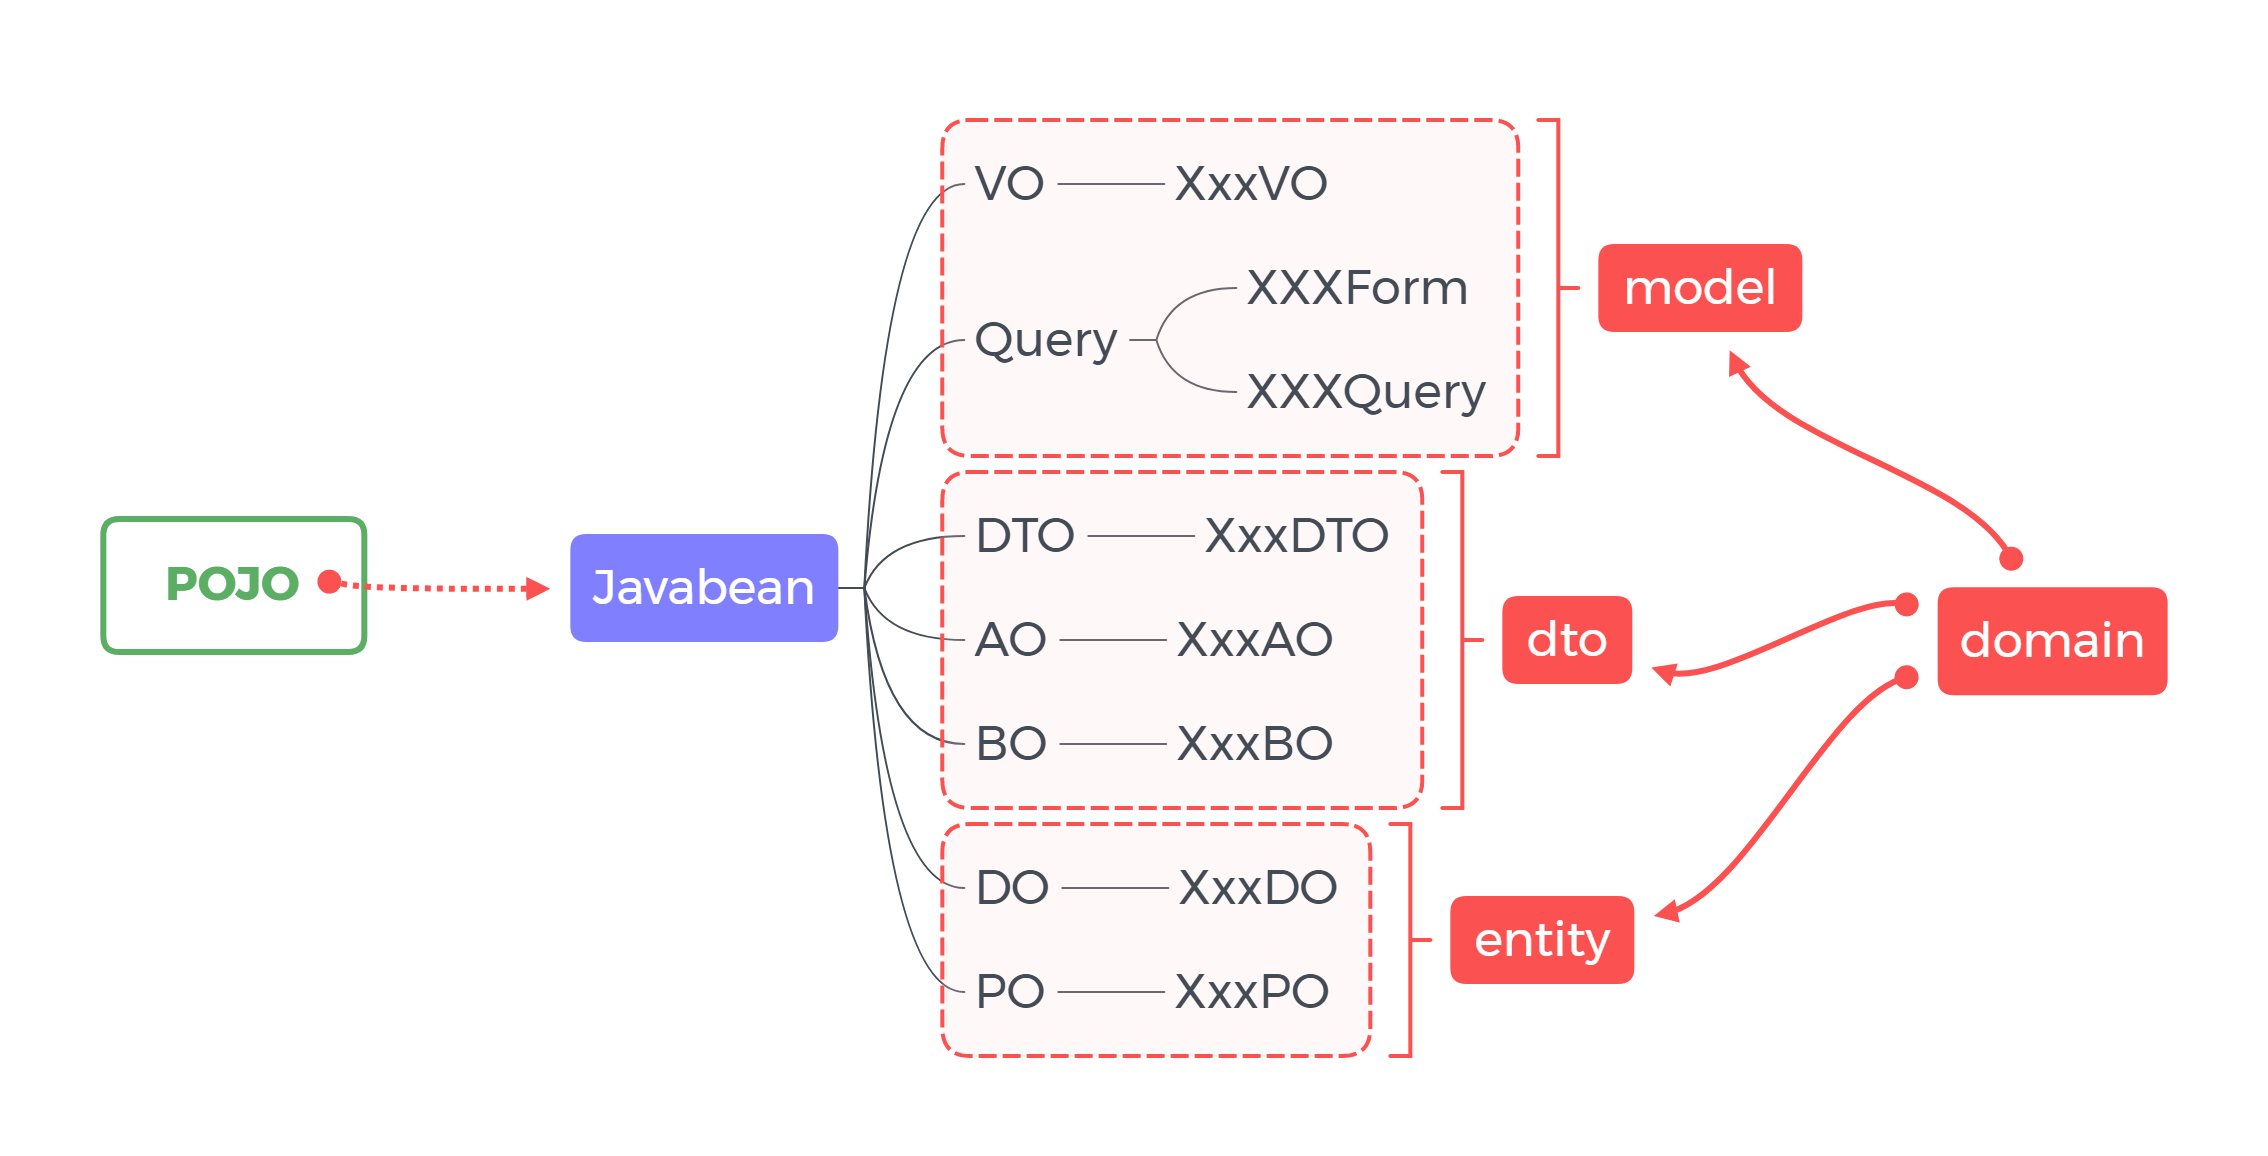 POJO
Javabean
VO
XxxVO
Query
XXXForm
XXXQuery
DTO
XxxDTO
AO
XxxAO
BO
XxxBO
DO
XxxDO
PO
XxxPO
model
dto
entity
domain